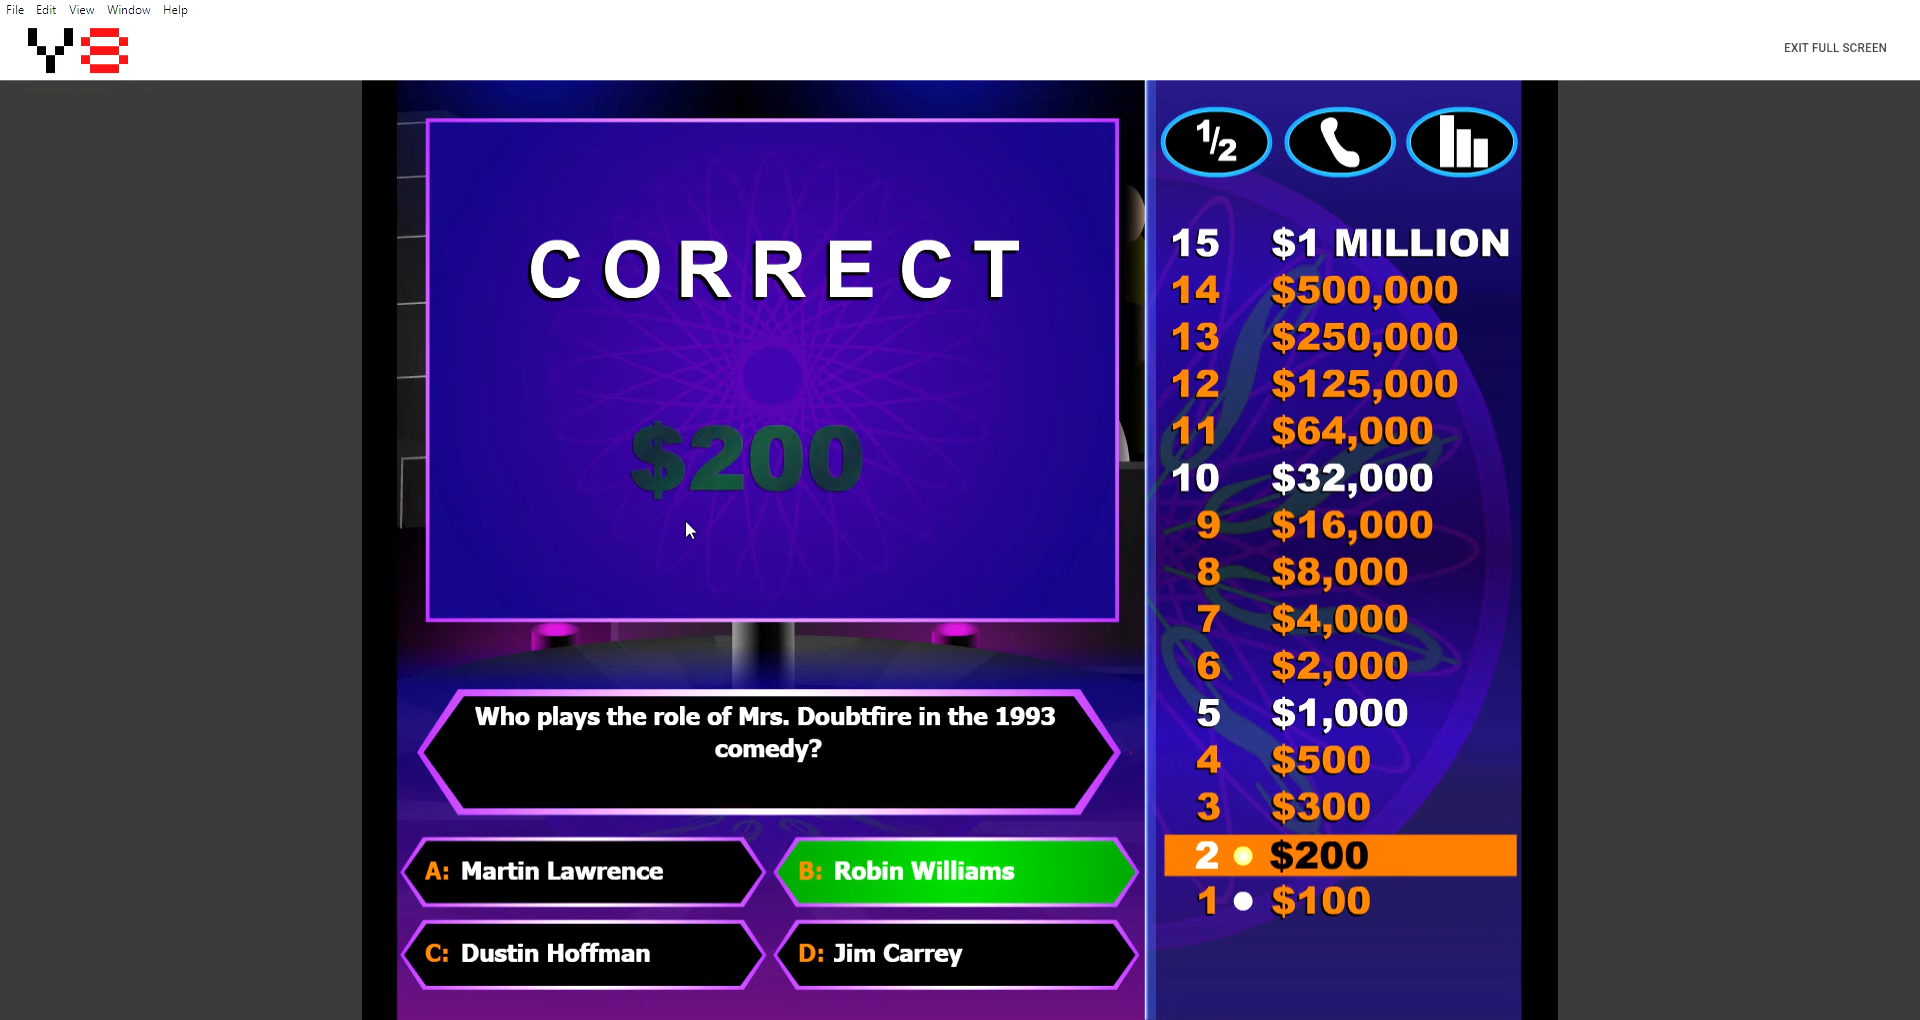 File Edit View Window Help
Y8
EXIT FULL SCREEN
CORRECT
$200
1/2
15 $1 MILLION
14 $500,000
13 $250,000
12 $125,000
11 $64,000
10 $32,000
9 $16,000
8 $8,000
7 $4,000
6 $2,000
5 $1,000
4 $500
3 $300
2 $200
1 $100
Who plays the role of Mrs. Doubtfire in the 1993
comedy?
A: Martin Lawrence
B: Robin Williams
C: Dustin Hoffman
D: Jim Carrey